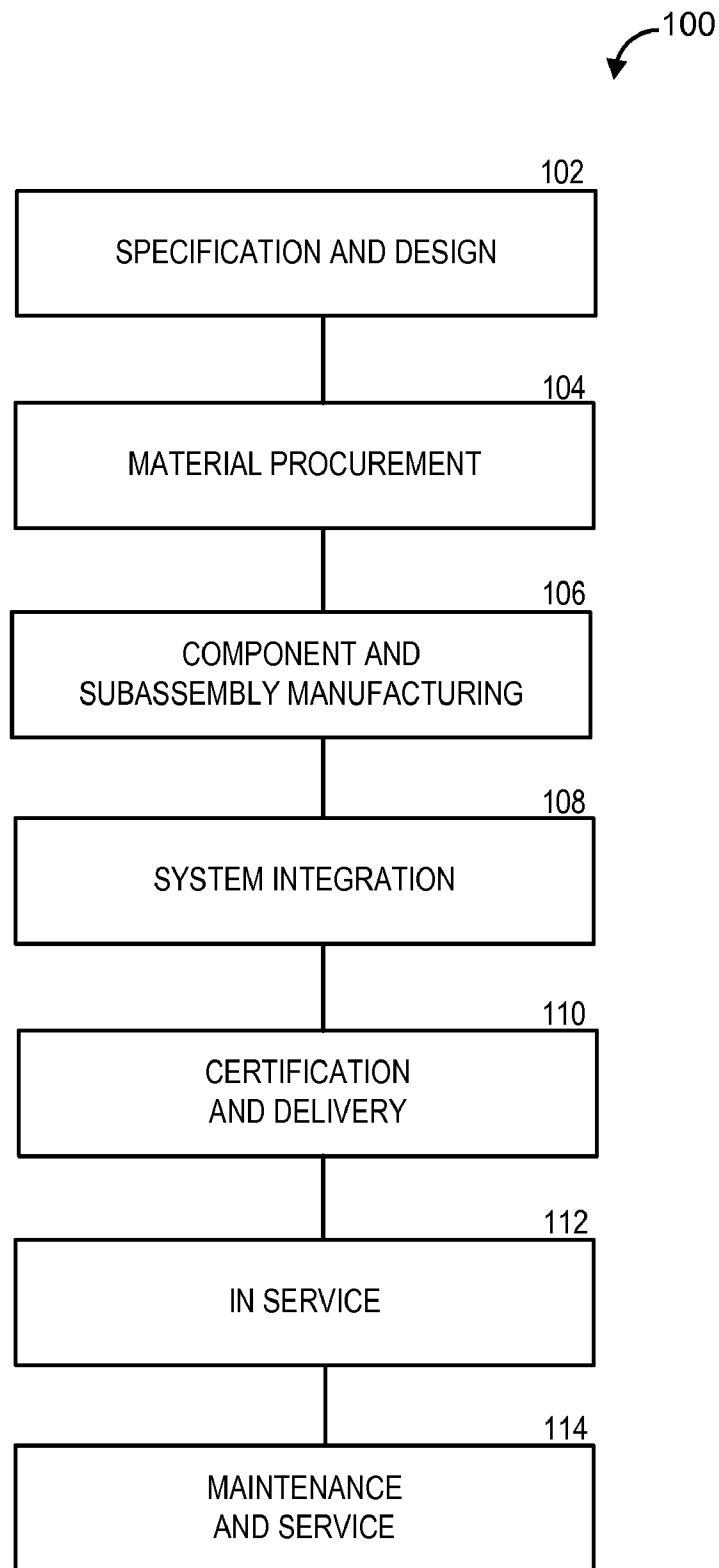 100
102
SPECIFICATION AND DESIGN
104
MATERIAL PROCUREMENT
106
COMPONENT AND
SUBASSEMBLY MANUFACTURING
108
SYSTEM INTEGRATION
110
CERTIFICATION
AND DELIVERY
112
IN SERVICE
114
MAINTENANCE
AND SERVICE